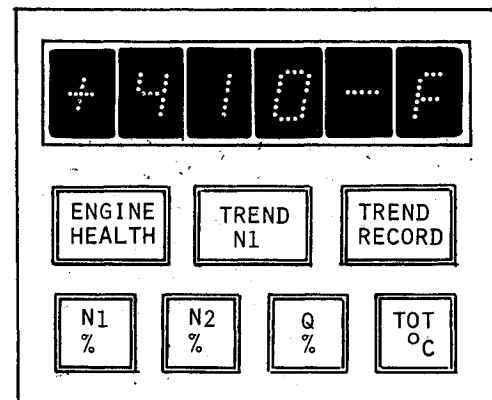 +410-F
ENGINE HEALTH
TREND N1
TREND RECORD
N1 %
N2 %
Q %
TOT °C